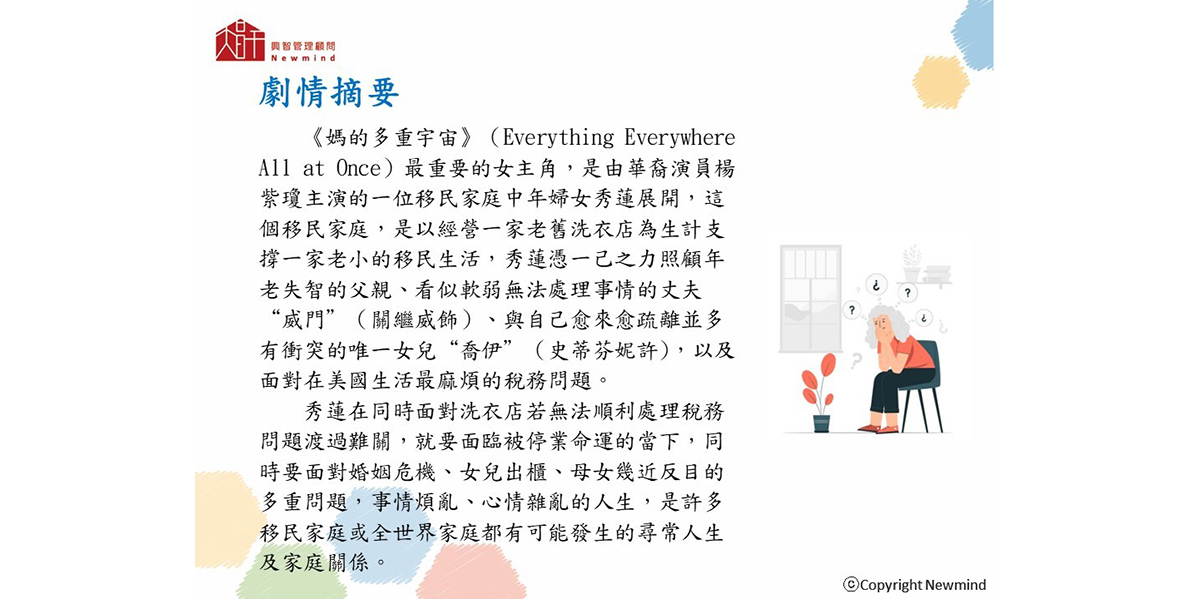 興智管理顧問
Newmind
劇情摘要
《媽的多重宇宙》（Everything Everywhere
All at Once）最重要的女主角，是由華裔演員楊
紫瓊主演的一位移民家庭中年婦女秀蓮展開，這
個移民家庭，是以經營一家老舊洗衣店為生計支
撐一家老小的移民生活，秀蓮憑一己之力照顧年
老失智的父親、看似軟弱無法處理事情的丈夫
“威門”（關繼威飾）、與自己愈來愈疏離並多
有衝突的唯一女兒“喬伊”（史蒂芬妮許），以及
面對在美國生活最麻煩的稅務問題。
秀蓮在同時面對洗衣店若無法順利處理稅務
問題渡過難關，就要面臨被停業命運的當下，同
時要面對婚姻危機、女兒出櫃、母女幾近反目的
多重問題，事情煩亂、心情雜亂的人生，是許多
移民家庭或全世界家庭都有可能發生的尋常人生
及家庭關係。
ⓒCopyright Newmind